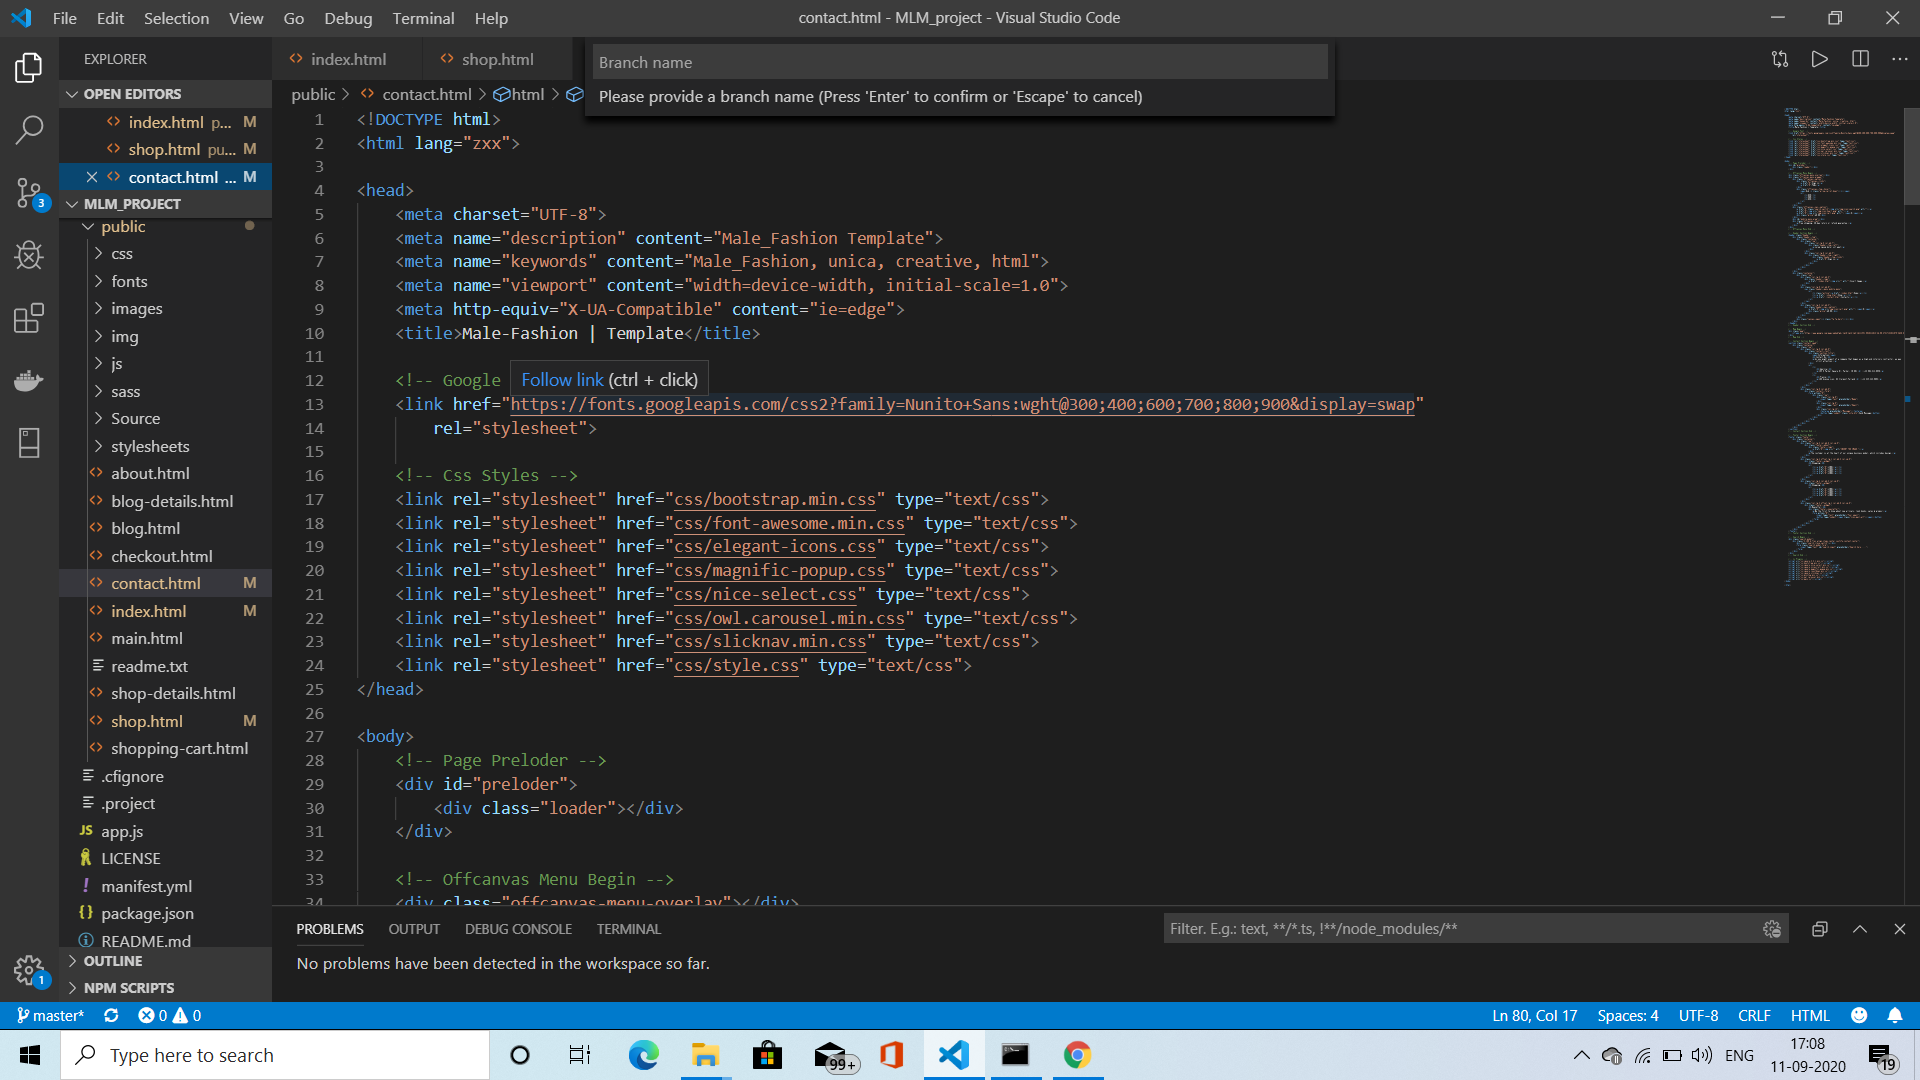 File Edit Selection View Go Debug Terminal Help
contact.html - MLM_project - Visual Studio Code
EXPLORER
OPEN EDITORS
index.html p... M
shop.html pu... M
contact.html ... M
3
MLM_PROJECT
public
css
fonts
images
img
js
sass
Source
stylesheets
about.html
blog-details.html
blog.html
checkout.html
contact.html M
index.html M
main.html
readme.txt
shop-details.html
shop.html M
shopping-cart.html
.cfignore
.project
JS app.js
LICENSE
! manifest.yml
{} package.json
README.md
OUTLINE
NPM SCRIPTS
1
index.html
shop.html
Branch name
Please provide a branch name (Press 'Enter' to confirm or 'Escape' to cancel)
public > contact.html > html >
1 <!DOCTYPE html>
2 <html lang="zxx">
3
4 <head>
5 <meta charset="UTF-8">
6 <meta name="description" content="Male_Fashion Template">
7 <meta name="keywords" content="Male_Fashion, unica, creative, html">
8 <meta name="viewport" content="width=device-width, initial-scale=1.0">
9 <meta http-equiv="X-UA-Compatible" content="ie=edge">
10 <title>Male-Fashion | Template</title>
11
12 <!-- Google
Follow link (ctrl + click)
13 <link href="https://fonts.googleapis.com/css2?family=Nunito+Sans:wght@300;400;600;700;800;900&display=swap"
14 rel="stylesheet">
15
16 <!-- Css Styles -->
17 <link rel="stylesheet" href="css/bootstrap.min.css" type="text/css">
18 <link rel="stylesheet" href="css/font-awesome.min.css" type="text/css">
19 <link rel="stylesheet" href="css/elegant-icons.css" type="text/css">
20 <link rel="stylesheet" href="css/magnific-popup.css" type="text/css">
21 <link rel="stylesheet" href="css/nice-select.css" type="text/css">
22 <link rel="stylesheet" href="css/owl.carousel.min.css" type="text/css">
23 <link rel="stylesheet" href="css/slicknav.min.css" type="text/css">
24 <link rel="stylesheet" href="css/style.css" type="text/css">
25 </head>
26
27 <body>
28 <!-- Page Preloder -->
29 <div id="preloder">
30 <div class="loader"></div>
31 </div>
32
33 <!-- Offcanvas Menu Begin -->
34 <div class="offcanvas-menu-overlay"></div>
PROBLEMS OUTPUT DEBUG CONSOLE TERMINAL
Filter. E.g.: text, **/*.ts, !**/node_modules/**
No problems have been detected in the workspace so far.
master* 0 0
Ln 80, Col 17 Spaces: 4 UTF-8 CRLF HTML
Type here to search
99+
ENG
17:08
11-09-2020
19